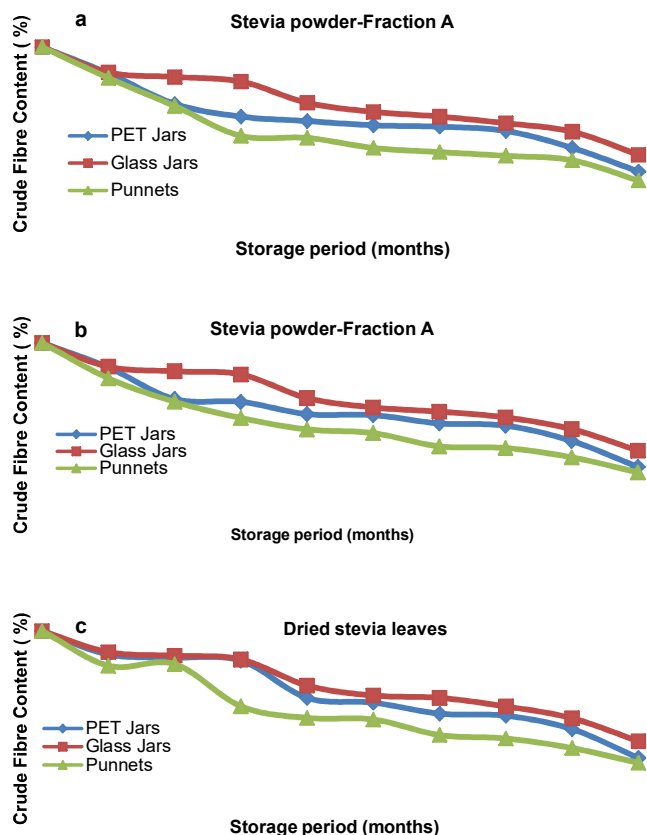 a
Stevia powder-Fraction A
Crude Fibre Content ( %)
PET Jars
Glass Jars
Punnets
Storage period (months)
b
Stevia powder-Fraction A
Crude Fibre Content ( %)
PET Jars
Glass Jars
Punnets
Storage period (months)
c
Dried stevia leaves
Crude Fibre Content ( %)
PET Jars
Glass Jars
Punnets
Storage period (months)